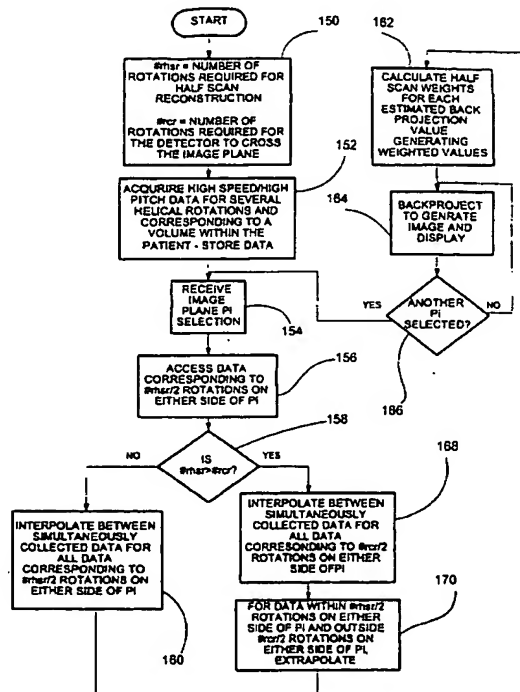 START
150
#rhsr = NUMBER OF
ROTATIONS REQUIRED FOR
HALF SCAN
RECONSTRUCTION
#rcr = NUMBER OF
ROTATIONS REQUIRED FOR
THE DETECTOR TO CROSS
THE IMAGE PLANE
152
ACQURIRE HIGH SPEED/HIGH
PITCH DATA FOR SEVERAL
HELICAL ROTATIONS AND
CORRESPONDING TO A
VOLUME WITHIN THE
PATIENT - STORE DATA
RECEIVE
IMAGE
PLANE PI
SELECTION
154
ACCESS DATA
CORRESPONDING TO
#rhsr/2 ROTATIONS ON
EITHER SIDE OF PI
156
158
IS
#rhsr>#rcr?
NO
YES
INTERPOLATE BETWEEN
SIMULTANEOUSLY
COLLECTED DATA FOR
ALL DATA
CORRESPONDING TO
#rhsr/2 ROTATIONS ON
EITHER SIDE OF PI
160
168
INTERPOLATE BETWEEN
SIMULTANEOUSLY
COLLECTED DATA FOR
ALL DATA
CORRESONDING TO #rcr/2
ROTATIONS ON EITHER
SIDE OFPI
170
FOR DATA WITHIN #rhsr/2
ROTATIONS ON EITHER
SIDE OF PI AND OUTSIDE
#rcr/2 ROTATIONS ON
EITHER SIDE OF PI,
EXTRAPOLATE
162
CALCULATE HALF
SCAN WEIGHTS
FOR EACH
ESTIMATED BACK
PROJECTION
VALUE
GENERATING
WEIGHTED VALUES
164
BACKPROJECT
TO GENRATE
IMAGE AND
DISPLAY
YES
ANOTHER
Pi
SELECTED?
NO
186